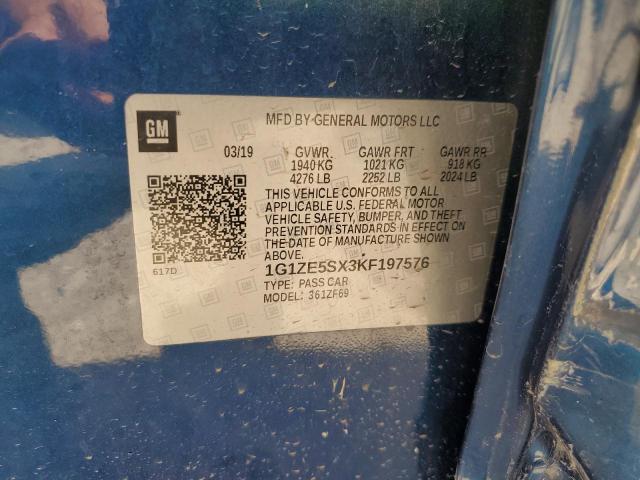 GM
MFD BY GENERAL MOTORS LLC
03/19 GVWR GAWR FRT GAWR RR
1940 KG 1021 KG 918 KG
4276 LB 2252 LB 2024 LB
THIS VEHICLE CONFORMS TO ALL
APPLICABLE U.S. FEDERAL MOTOR
VEHICLE SAFETY, BUMPER, AND THEFT
PREVENTION STANDARDS IN EFFECT ON
THE DATE OF MANUFACTURE SHOWN
ABOVE.
617D
1G1ZE5SX3KF197576
TYPE: PASS CAR
MODEL: 361ZF69